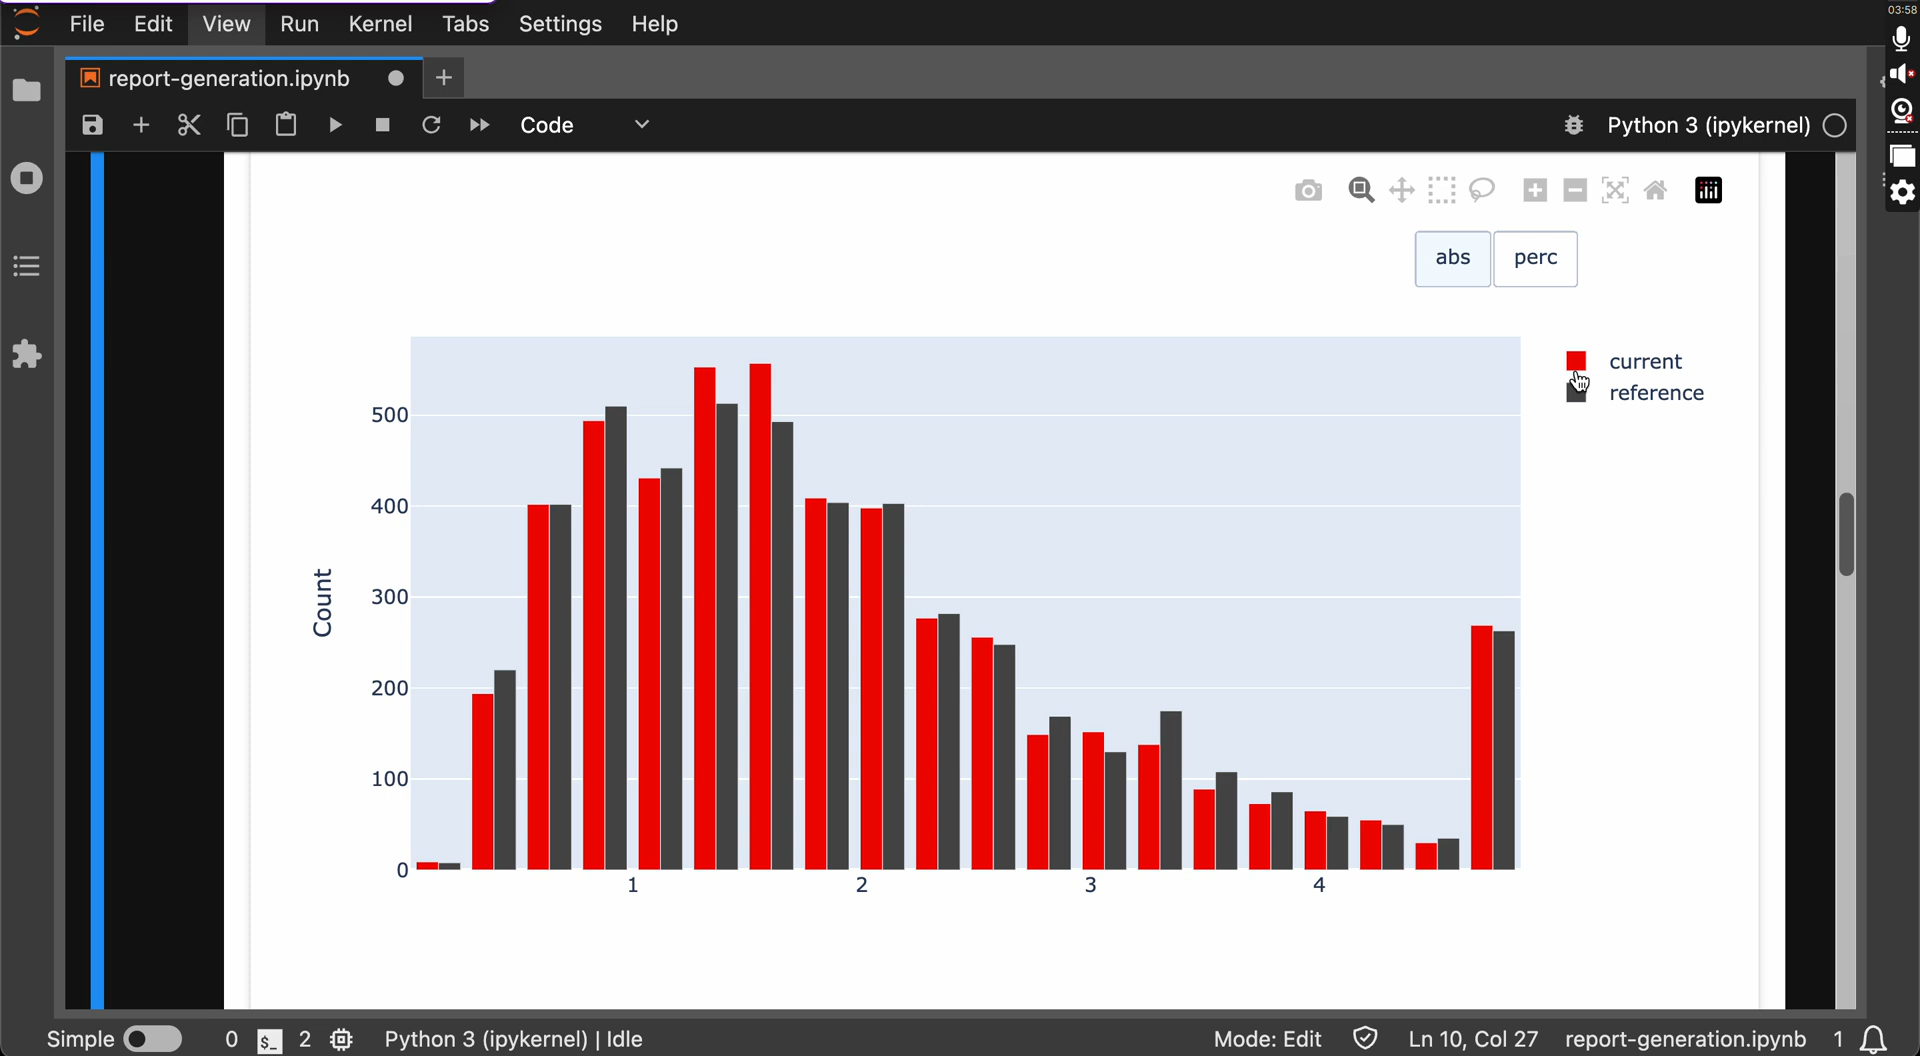 03:58
File Edit View Run Kernel Tabs Settings Help
report-generation.ipynb
Code
Python 3 (ipykernel)
abs perc
current
reference
Count
500
400
300
200
100
0
1 2 3 4
Simple 0 $_ 2 Python 3 (ipykernel) | Idle Mode: Edit Ln 10, Col 27 report-generation.ipynb 1